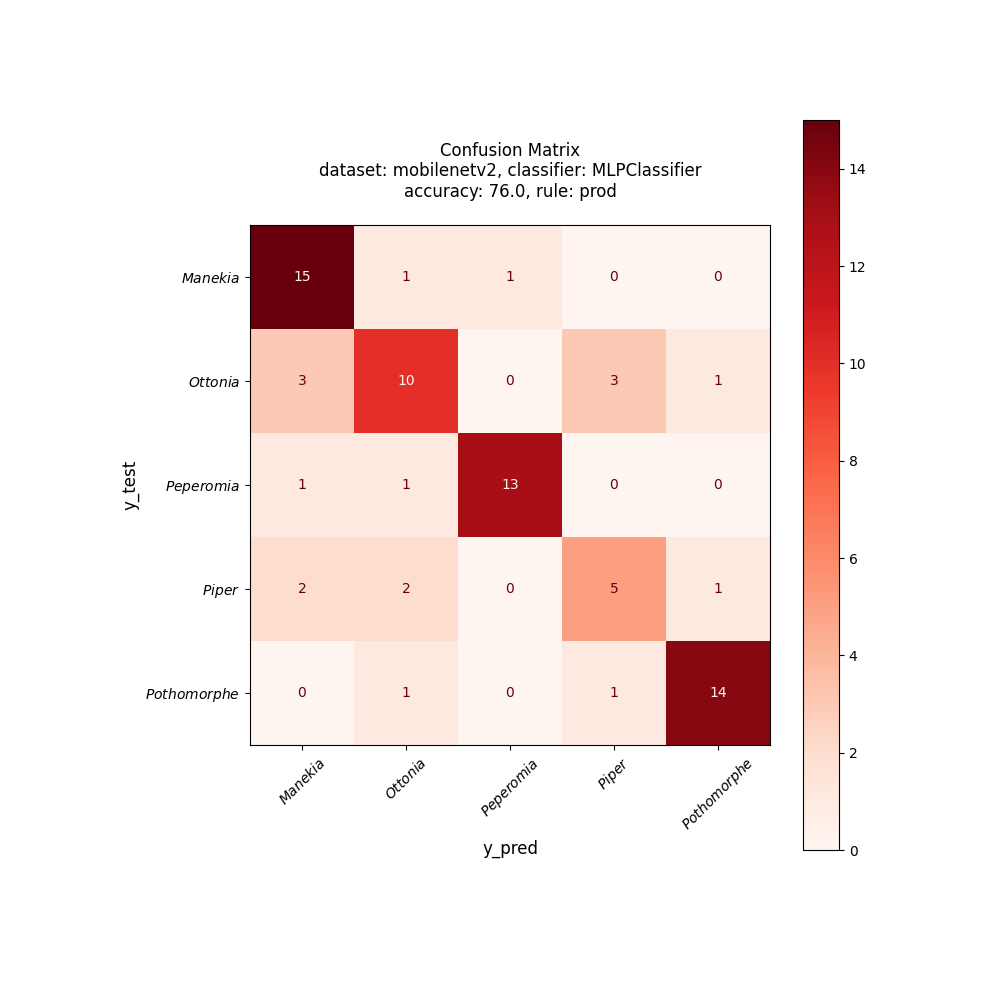 Confusion Matrix
dataset: mobilenetv2, classifier: MLPClassifier
accuracy: 76.0, rule: prod
y_test
Manekia 15 1 1 0 0
Ottonia 3 10 0 3 1
Peperomia 1 1 13 0 0
Piper 2 2 0 5 1
Pothomorphe 0 1 0 1 14
Manekia Ottonia Peperomia Piper Pothomorphe
y_pred
14
12
10
8
6
4
2
0